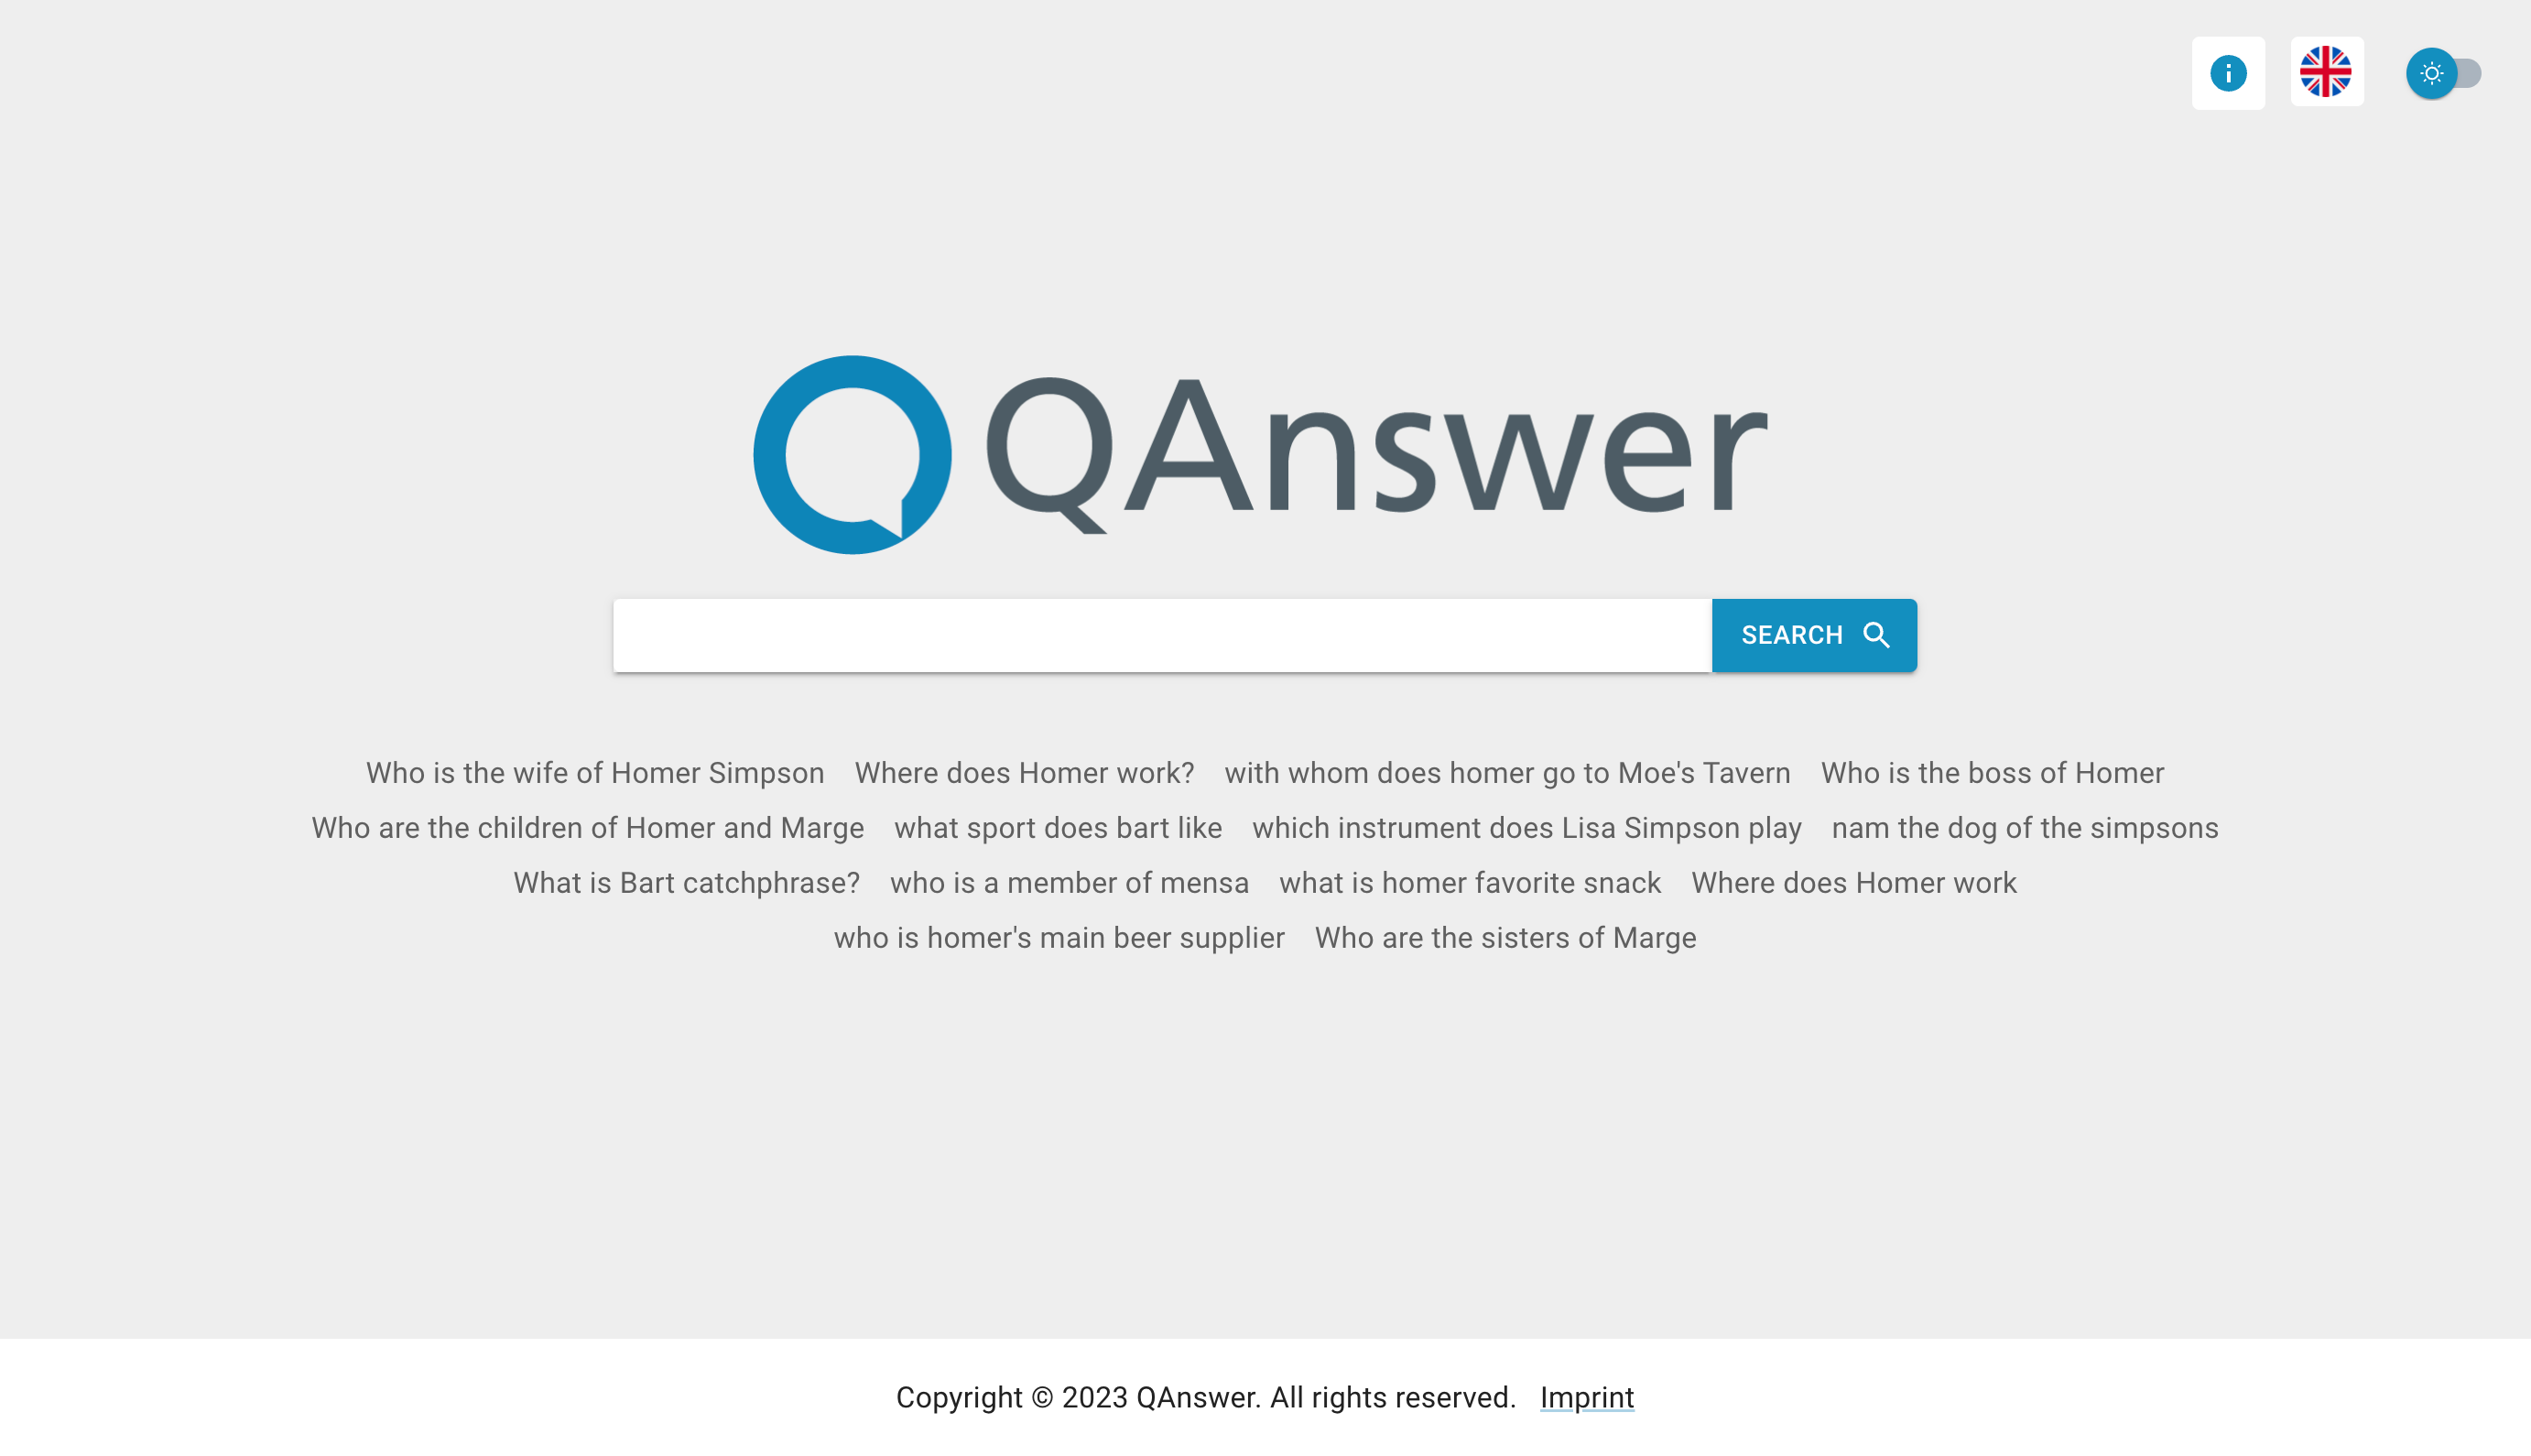 QAnswer
SEARCH
Who is the wife of Homer Simpson Where does Homer work? with whom does homer go to Moe's Tavern Who is the boss of Homer
Who are the children of Homer and Marge what sport does bart like which instrument does Lisa Simpson play nam the dog of the simpsons
What is Bart catchphrase? who is a member of mensa what is homer favorite snack Where does Homer work
who is homer's main beer supplier Who are the sisters of Marge
Copyright © 2023 QAnswer. All rights reserved. Imprint